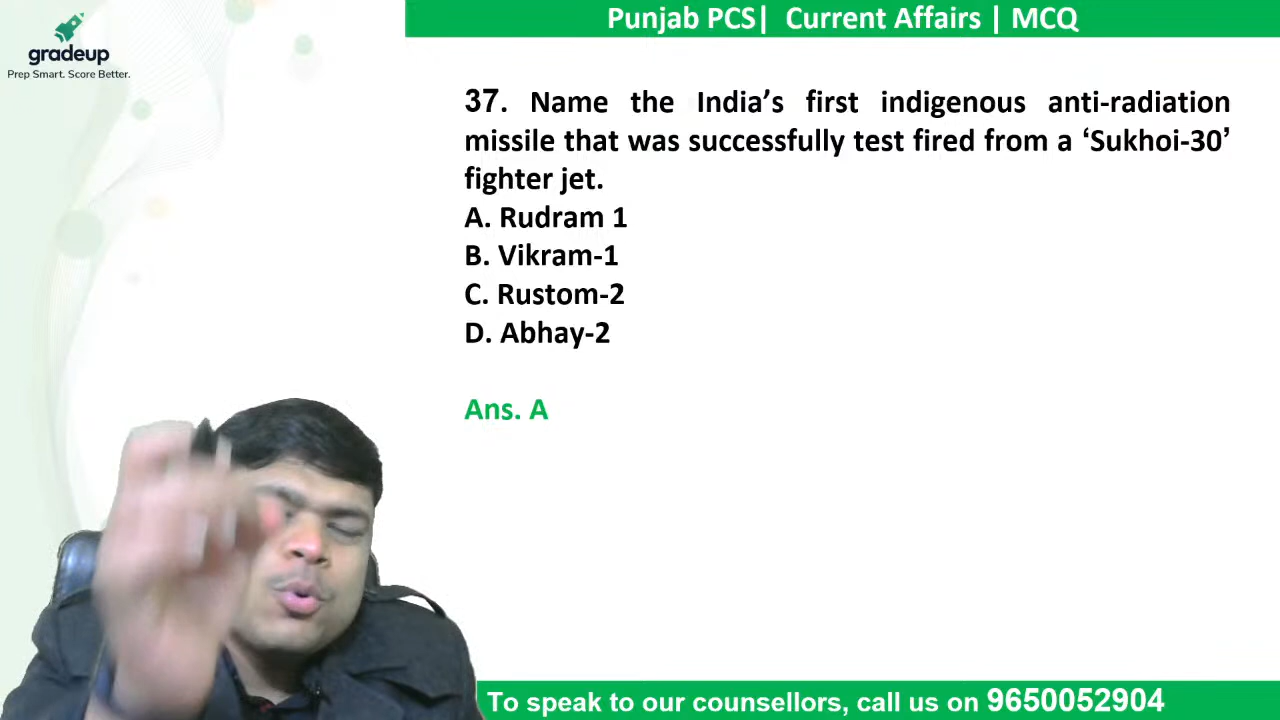 gradeup
Prep Smart. Score Better.
Punjab PCS| Current Affairs | MCQ
37. Name the India’s first indigenous anti-radiation
missile that was successfully test fired from a ‘Sukhoi-30’
fighter jet.
A. Rudram 1
B. Vikram-1
C. Rustom-2
D. Abhay-2
Ans. A
To speak to our counsellors, call us on 9650052904